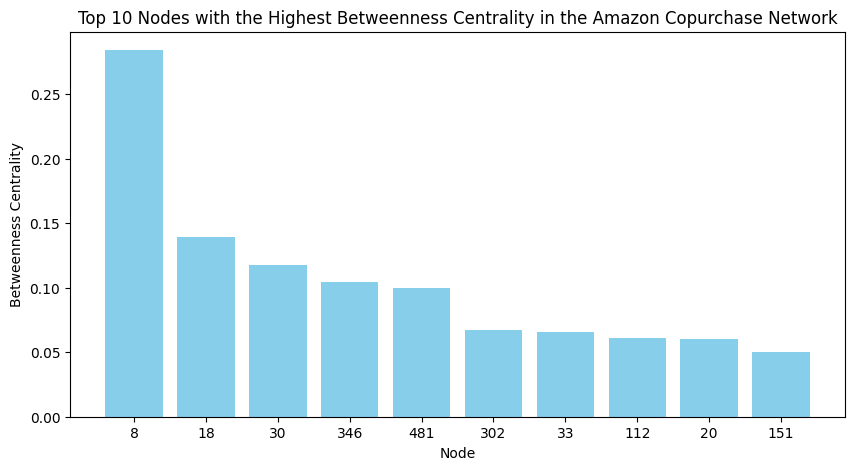 Top 10 Nodes with the Highest Betweenness Centrality in the Amazon Copurchase Network
Betweenness Centrality
0.25
0.20
0.15
0.10
0.05
0.00
8 18 30 346 481 302 33 112 20 151
Node